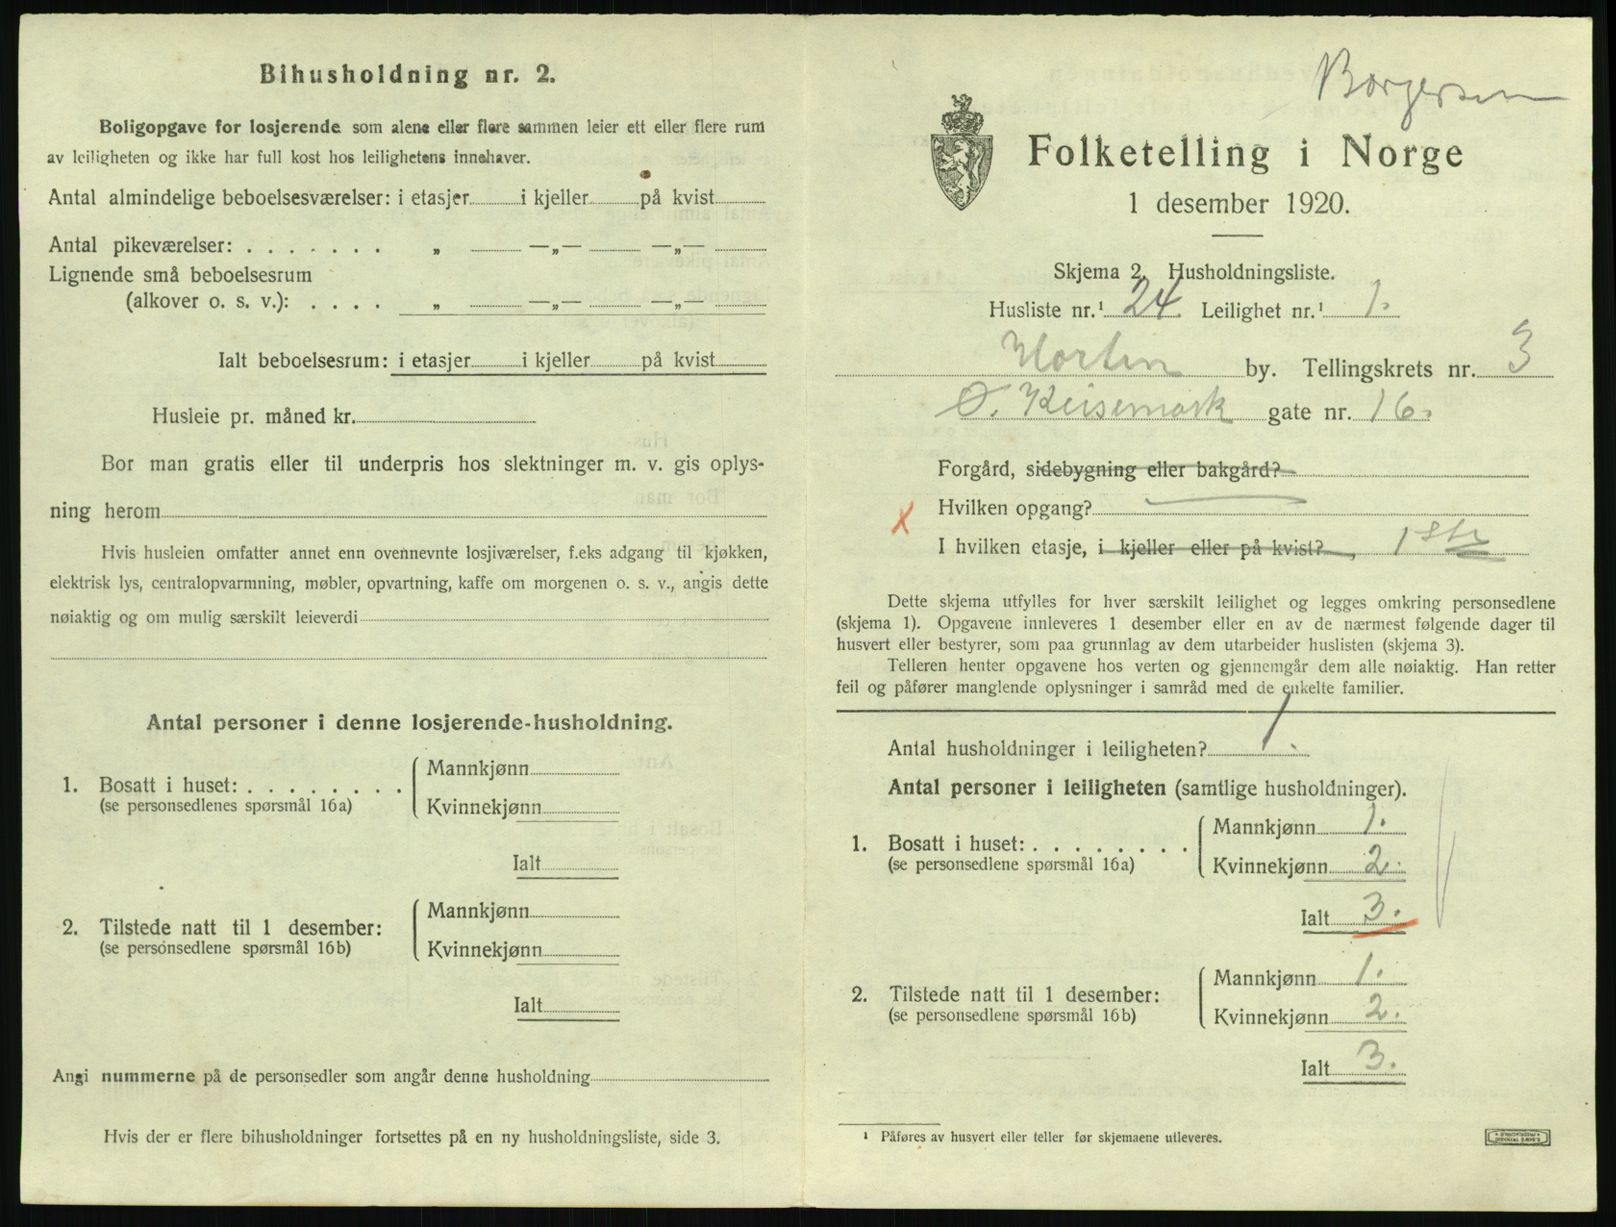 Bihusholdning nr. 2.
Boligopgave for losjerende som alene eller flere sammen leier ett eller flere rum
av leiligheten og ikke har full kost hos leilighetens innehaver.
Antal almindelige beboelsesværelser: i etasjer i kjeller på kvist
Antal pikeværelser: . . . . . . . „ —„— —„—
Lignende små beboelsesrum
(alkover o. s. v.): . . . . „ —„— —„—
Ialt beboelsesrum: i etasjer i kjeller på kvist
Husleie pr. måned kr.
Bor man gratis eller til underpris hos slektninger m. v. gis oplys-
ning herom
Hvis husleien omfatter annet enn ovennevnte losjiværelser, f.eks adgang til kjøkken,
elektrisk lys, centralopvarmning, møbler, opvartning, kaffe om morgenen o. s. v., angis dette
nøiaktig og om mulig særskilt leieverdi
Antal personer i denne losjerende-husholdning.
1. Bosatt i huset: . . . . . . . . Mannkjønn
(se personsedlenes spørsmål 16a) Kvinnekjønn
Ialt
2. Tilstede natt til 1 desember: Mannkjønn
(se personsedlene spørsmål 16b) Kvinnekjønn
Ialt
Angi nummerne på de personsedler som angår denne husholdning
Hvis der er flere bihusholdninger fortsettes på en ny husholdningsliste, side 3.
Borgersen
Folketelling i Norge
1 desember 1920.
Skjema 2. Husholdningsliste.
Husliste nr.¹ 24. Leilighet nr.¹ 1.
Horten by. Tellingskrets nr. 3
Ø. Keisemark gate nr. 16.
Forgård, sidebygning eller bakgård?
Hvilken opgang? —
X
I hvilken etasje, i kjeller eller på kvist?, 1ste
Dette skjema utfylles for hver særskilt leilighet og legges omkring personsedlene
(skjema 1). Opgavene innleveres 1 desember eller en av de nærmest følgende dager til
husvert eller bestyrer, som paa grunnlag av dem utarbeider huslisten (skjema 3).
Telleren henter opgavene hos verten og gjennemgår dem alle nøiaktig. Han retter
feil og påfører manglende oplysninger i samråd med de enkelte familier.
Antal husholdninger i leiligheten? 1.
Antal personer i leiligheten (samtlige husholdninger).
1. Bosatt i huset: . . . . . . . . Mannkjønn 1.
(se personsedlene spørsmål 16a) Kvinnekjønn 2.
Ialt 3.
2. Tilstede natt til 1 desember: Mannkjønn 1.
(se personsedlene spørsmål 16b) Kvinnekjønn 2.
Ialt 3.
¹ Påføres av husvert eller teller før skjemaene utleveres.